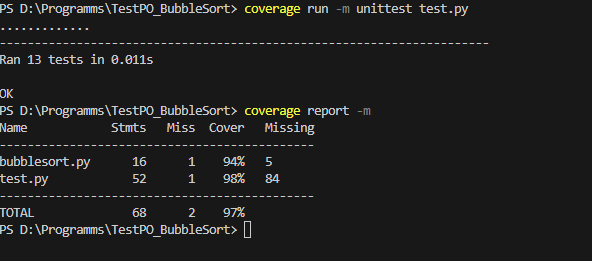 PS D:\Programms\TestPO_BubbleSort> coverage run -m unittest test.py
.............
----------------------------------------------------------------------
Ran 13 tests in 0.011s
OK
PS D:\Programms\TestPO_BubbleSort> coverage report -m
Name            Stmts   Miss  Cover   Missing
---------------------------------------------
bubblesort.py      16      1    94%   5
test.py            52      1    98%   84
---------------------------------------------
TOTAL              68      2    97%
PS D:\Programms\TestPO_BubbleSort>